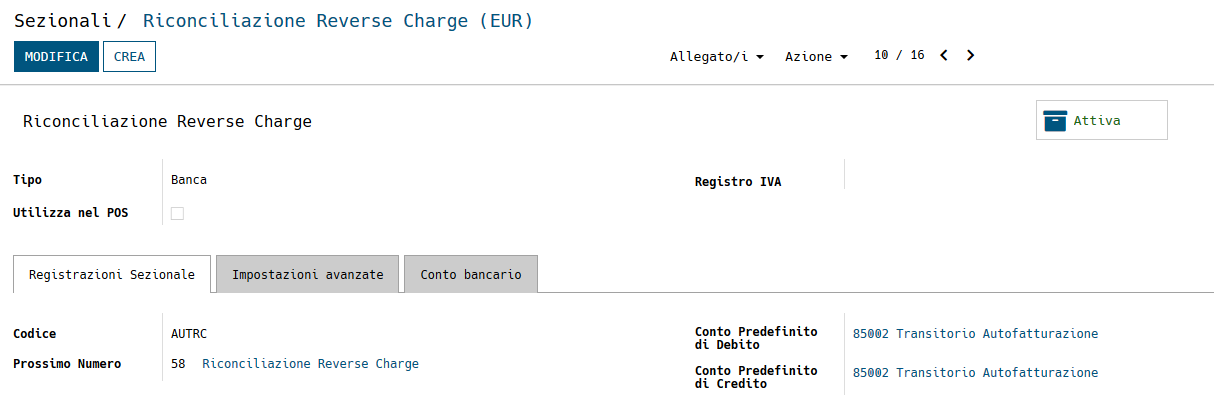 Sezionali / Riconciliazione Reverse Charge (EUR)
MODIFICA CREA Allegato/i Azione 10 / 16
Riconciliazione Reverse Charge Attiva
Tipo Banca Registro IVA
Utilizza nel POS
Registrazioni Sezionale Impostazioni avanzate Conto bancario
Codice AUTRC
Prossimo Numero 58 Riconciliazione Reverse Charge
Conto Predefinito
di Debito 85002 Transitorio Autofatturazione
Conto Predefinito
di Credito 85002 Transitorio Autofatturazione